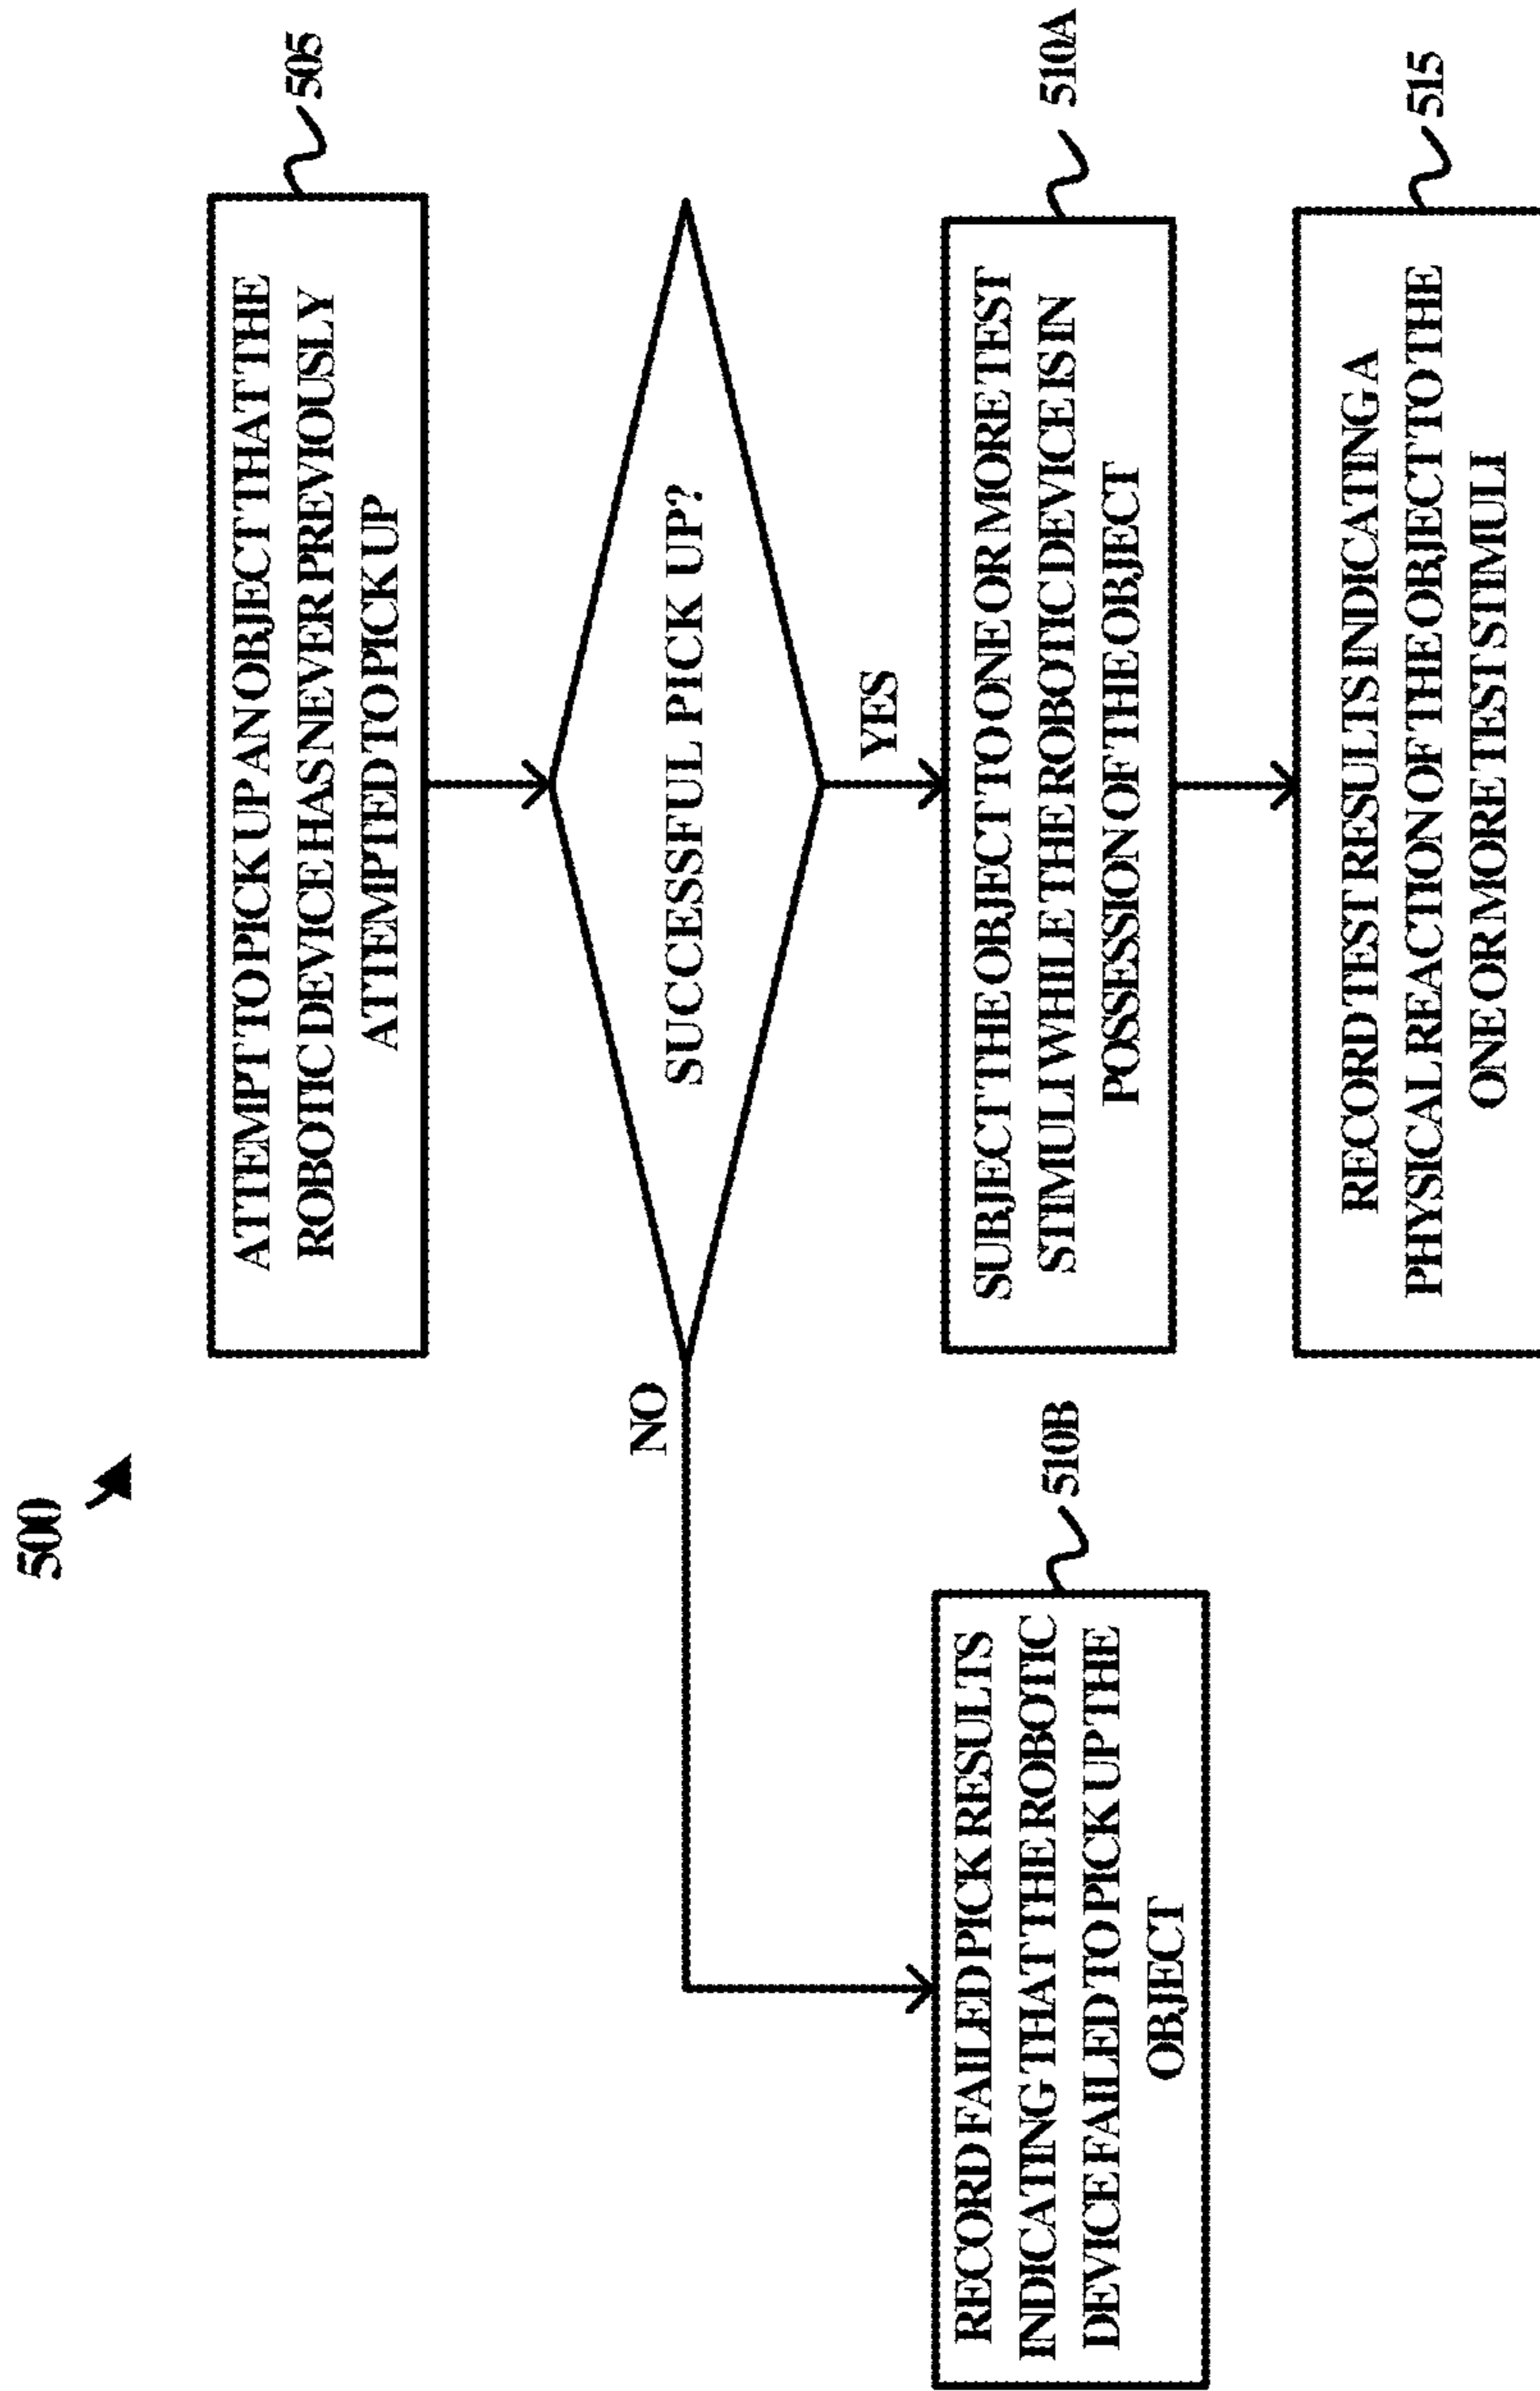 500
ATTEMPT TO PICK UP AN OBJECT THAT THE
ROBOTIC DEVICE HAS NEVER PREVIOUSLY
ATTEMPTED TO PICK UP
505
SUCCESSFUL PICK UP?
NO
YES
RECORD FAILED PICK RESULTS
INDICATING THAT THE ROBOTIC
DEVICE FAILED TO PICK UP THE
OBJECT
510B
SUBJECT THE OBJECT TO ONE OR MORE TEST
STIMULI WHILE THE ROBOTIC DEVICE IS IN
POSSESSION OF THE OBJECT
510A
RECORD TEST RESULTS INDICATING A
PHYSICAL REACTION OF THE OBJECT TO THE
ONE OR MORE TEST STIMULI
515